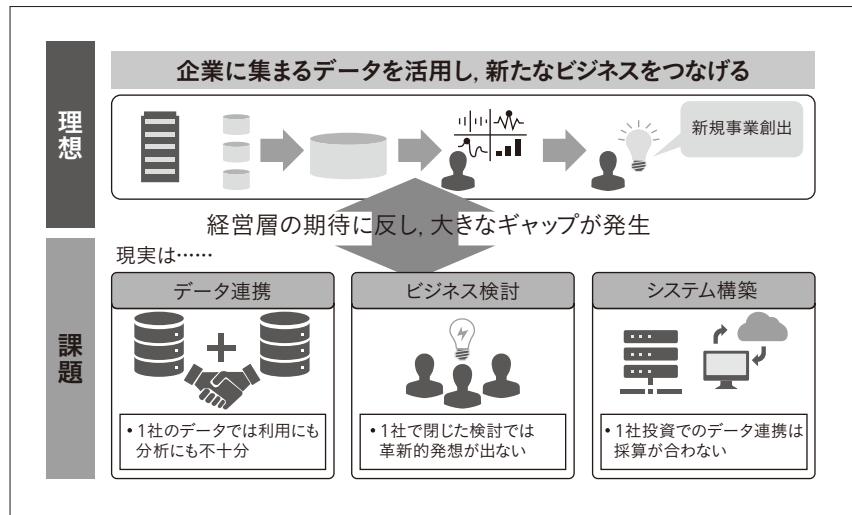 理想
企業に集まるデータを活用し, 新たなビジネスをつなげる
新規事業創出
経営層の期待に反し, 大きなギャップが発生
課題
現実は……
データ連携
• 1社のデータでは利用にも
分析にも不十分
ビジネス検討
• 1社で閉じた検討では
革新的発想が出ない
システム構築
• 1社投資でのデータ連携は
採算が合わない